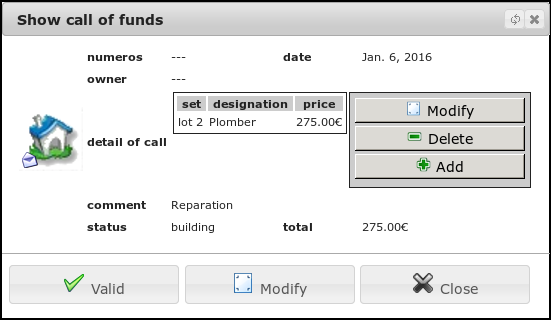 Show call of funds
numeros --- date Jan. 6, 2016
owner ---
detail of call
set designation price
lot 2 Plomber 275.00€
Modify
Delete
Add
comment Reparation
status building total 275.00€
Valid Modify Close